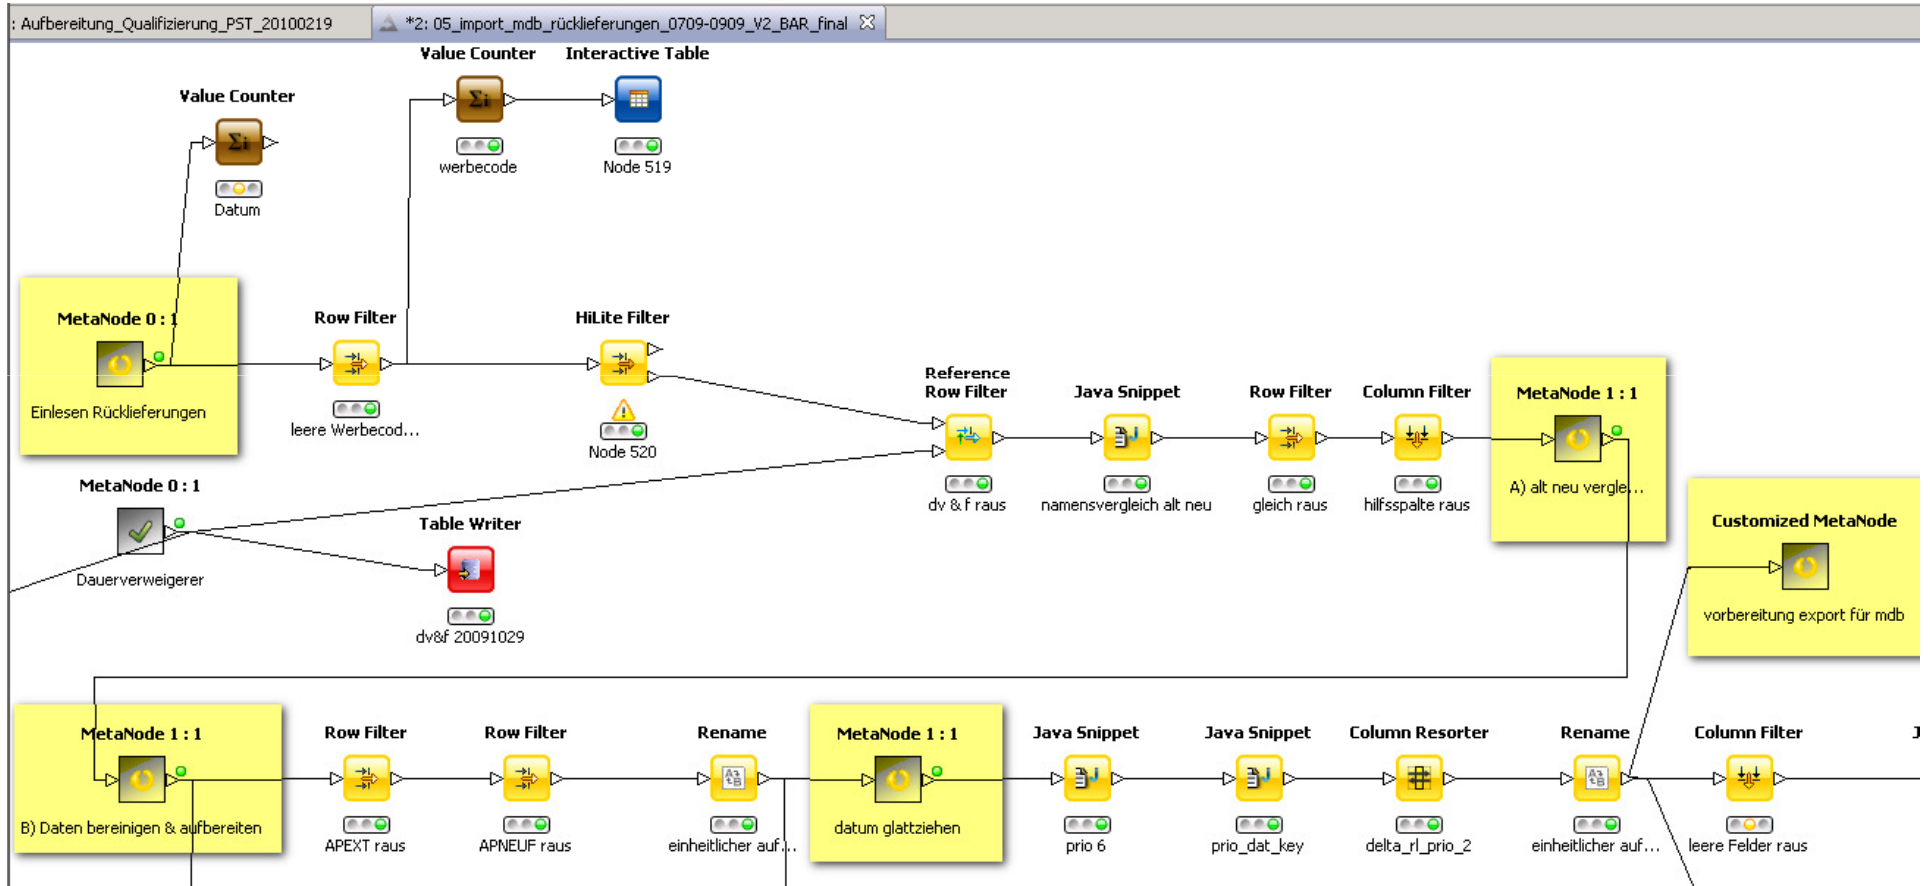 : Aufbereitung_Qualifizierung_PST_20100219
*2: 05_import_mdb_rücklieferungen_0709-0909_V2_BAR_final
Value Counter
Interactive Table
Value Counter
werbecode
Node 519
Datum
MetaNode 0 : 1
Row Filter
HiLite Filter
Einlesen Rücklieferungen
leere Werbecod...
Node 520
Reference
Row Filter
Java Snippet
Row Filter
Column Filter
MetaNode 1 : 1
dv & f raus
namensvergleich alt neu
gleich raus
hilfsspalte raus
A) alt neu vergle...
MetaNode 0 : 1
Dauerverweigerer
Table Writer
dv&f 20091029
Customized MetaNode
vorbereitung export für mdb
MetaNode 1 : 1
Row Filter
Row Filter
Rename
MetaNode 1 : 1
Java Snippet
Java Snippet
Column Resorter
Rename
Column Filter
J
B) Daten bereinigen & aufbereiten
APEXT raus
APNEUF raus
einheitlicher auf...
datum glattziehen
prio 6
prio_dat_key
delta_rl_prio_2
einheitlicher auf...
leere Felder raus